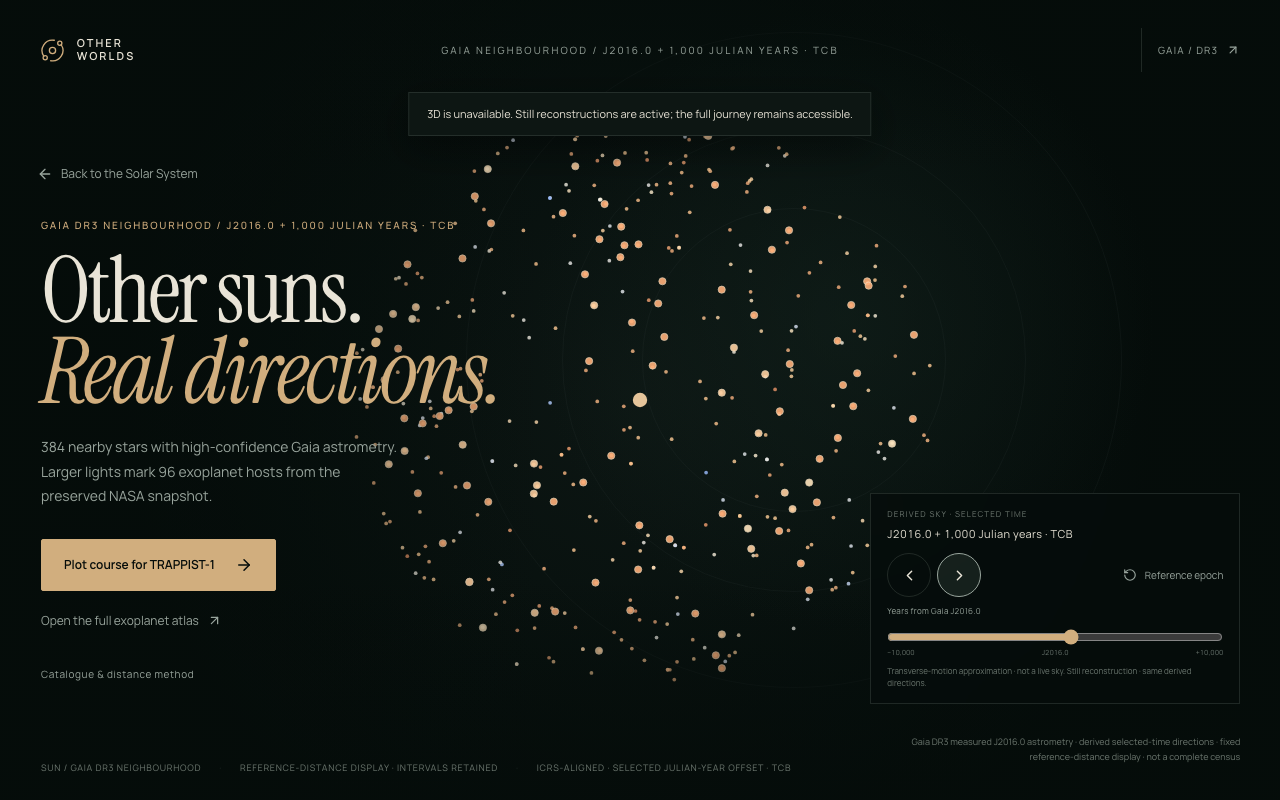 OTHER
WORLDS
GAIA NEIGHBOURHOOD / J2016.0 + 1,000 JULIAN YEARS · TCB
GAIA / DR3
3D is unavailable. Still reconstructions are active; the full journey remains accessible.
Back to the Solar System
GAIA DR3 NEIGHBOURHOOD / J2016.0 + 1,000 JULIAN YEARS · TCB
Other suns.
Real directions.
384 nearby stars with high-confidence Gaia astrometry.
Larger lights mark 96 exoplanet hosts from the
preserved NASA snapshot.
Plot course for TRAPPIST-1
Open the full exoplanet atlas
Catalogue & distance method
DERIVED SKY · SELECTED TIME
J2016.0 + 1,000 Julian years · TCB
Reference epoch
Years from Gaia J2016.0
−10,000 J2016.0 +10,000
Transverse-motion approximation · not a live sky. Still reconstruction · same derived
directions.
Gaia DR3 measured J2016.0 astrometry · derived selected-time directions · fixed
reference-distance display · not a complete census
SUN / GAIA DR3 NEIGHBOURHOOD
REFERENCE-DISTANCE DISPLAY · INTERVALS RETAINED
ICRS-ALIGNED · SELECTED JULIAN-YEAR OFFSET · TCB